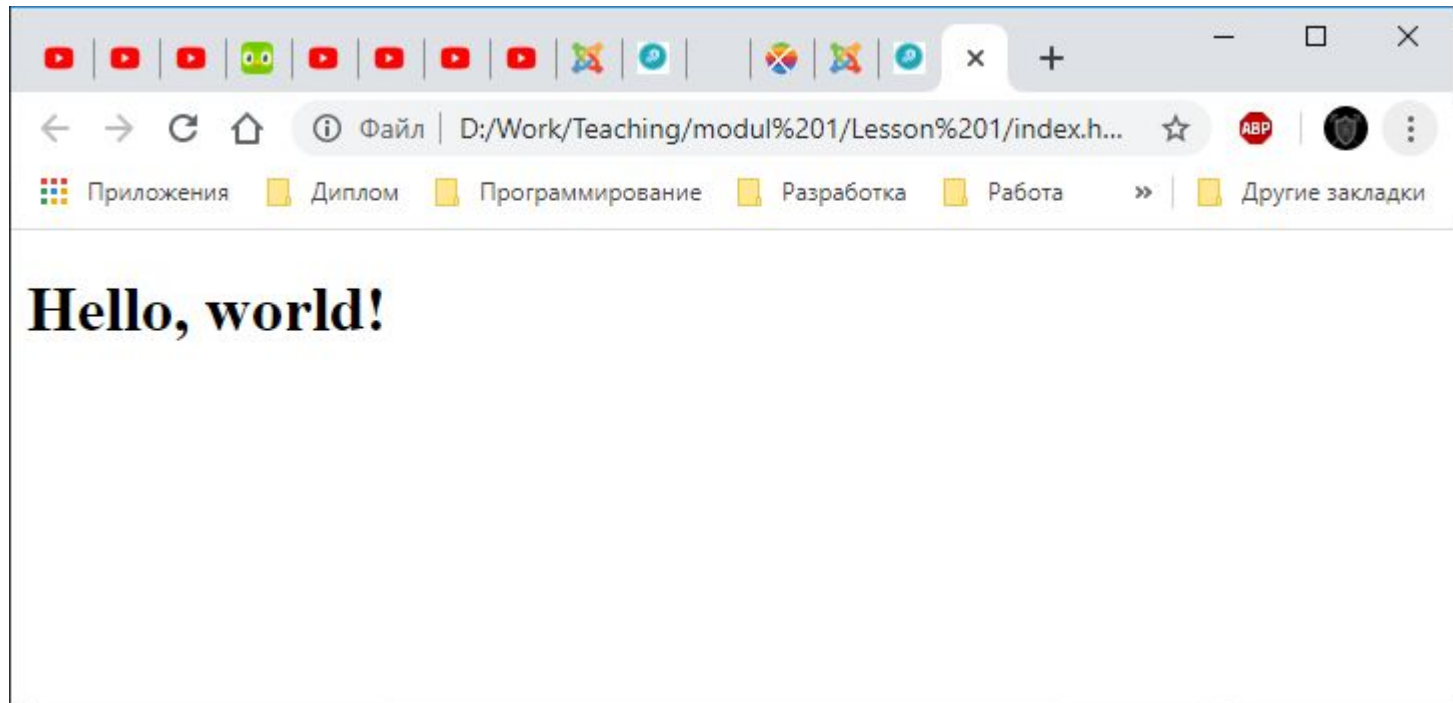 Файл D:/Work/Teaching/modul%201/Lesson%201/index.h...
ABP
Приложения Диплом Программирование Разработка Работа » Другие закладки
Hello, world!